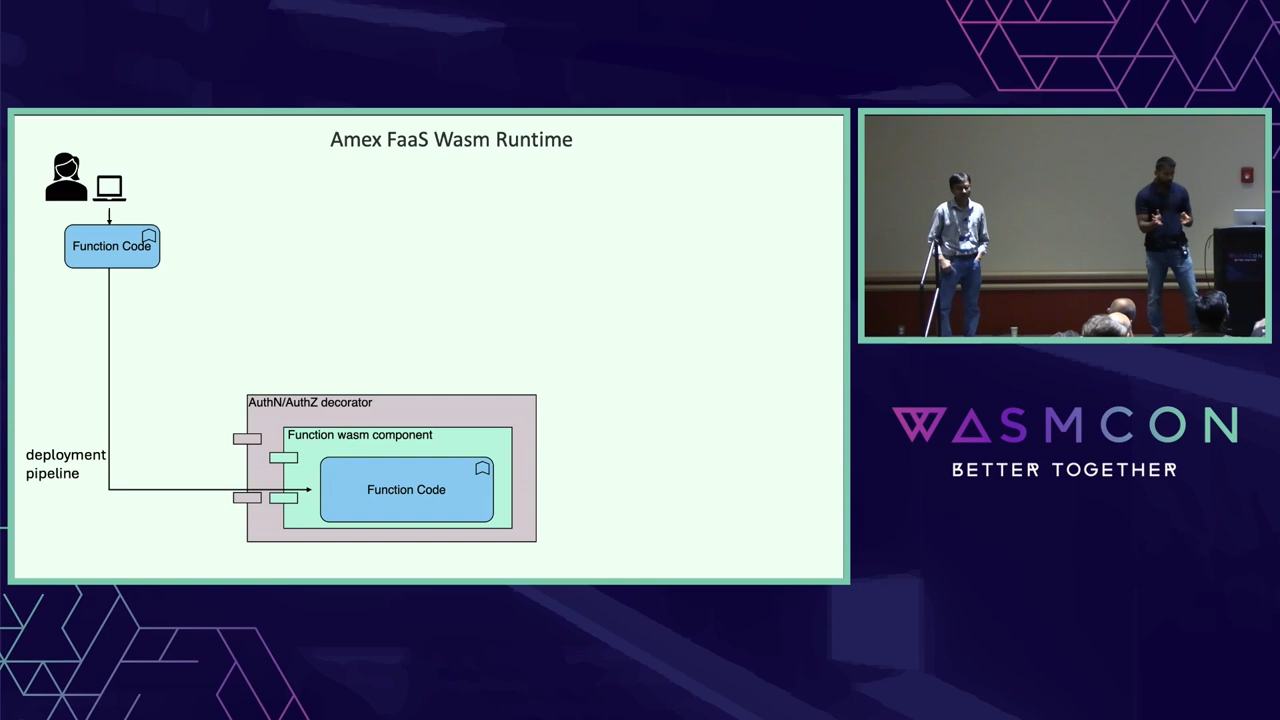 Amex FaaS Wasm Runtime
Function Code
AuthN/AuthZ decorator
Function wasm component
Function Code
deployment
pipeline
WASMCON
BETTER TOGETHER
WASMCON